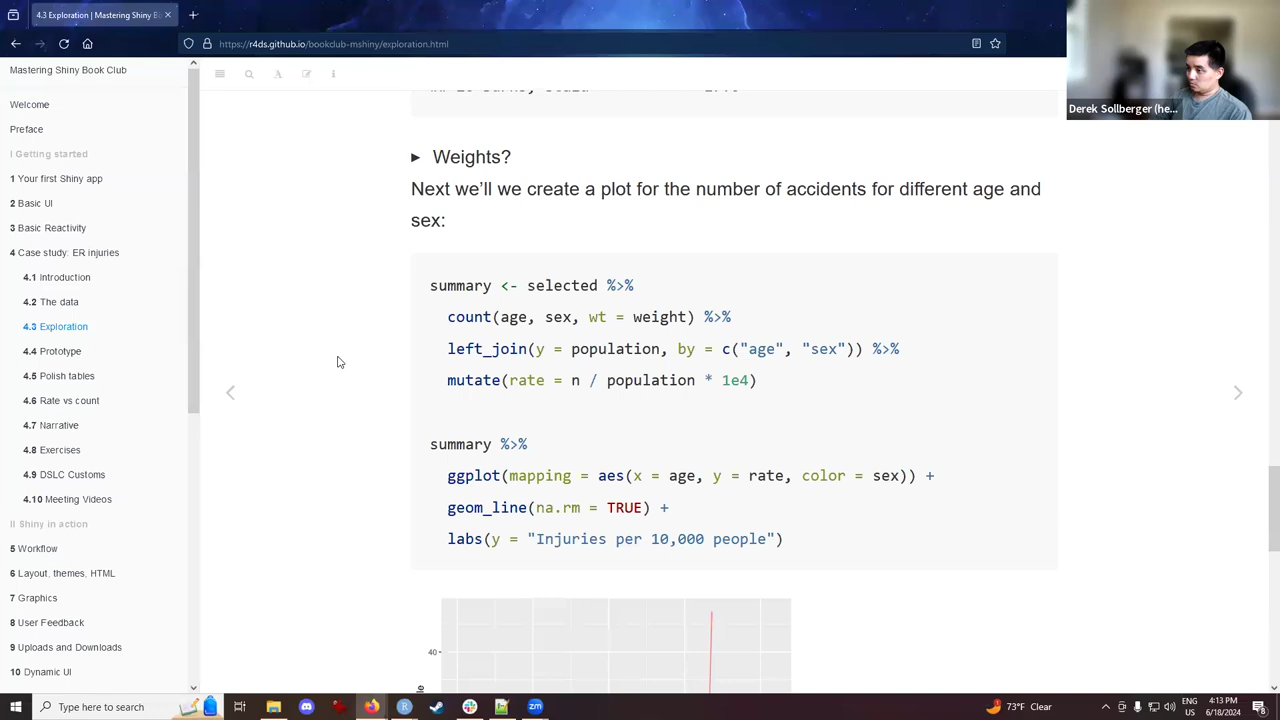 4.3 Exploration | Mastering Shiny B
https://r4ds.github.io/bookclub-mshiny/exploration.html
Derek Sollberger (he...
Mastering Shiny Book Club
Welcome
Preface
I Getting started
1 Your first Shiny app
2 Basic UI
3 Basic Reactivity
4 Case study: ER injuries
4.1 Introduction
4.2 The data
4.3 Exploration
4.4 Prototype
4.5 Polish tables
4.6 Rate vs count
4.7 Narrative
4.8 Exercises
4.9 DSLC Customs
4.10 Meeting Videos
II Shiny in action
5 Workflow
6 Layout, themes, HTML
7 Graphics
8 User Feedback
9 Uploads and Downloads
10 Dynamic UI
Weights?
Next we'll we create a plot for the number of accidents for different age and
sex:
summary <- selected %>%
count(age, sex, wt = weight) %>%
left_join(y = population, by = c("age", "sex")) %>%
mutate(rate = n / population * 1e4)
summary %>%
ggplot(mapping = aes(x = age, y = rate, color = sex)) +
geom_line(na.rm = TRUE) +
labs(y = "Injuries per 10,000 people")
40
Type here to search
73°F Clear
ENG
US
4:13 PM
6/18/2024
8